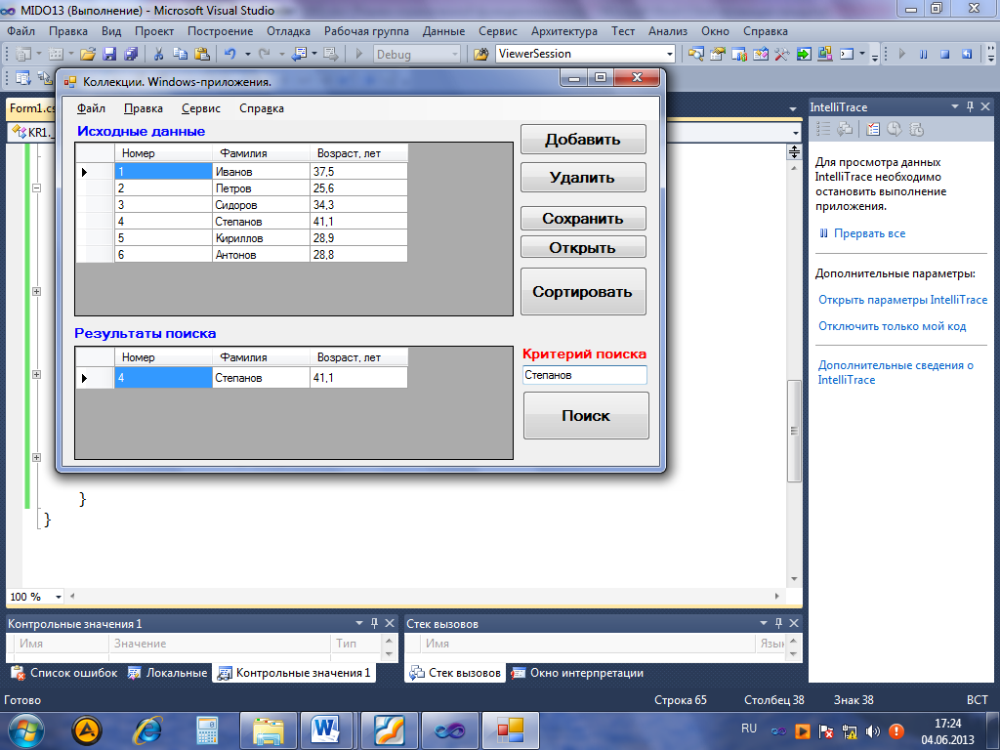 MIDO13 (Выполнение) - Microsoft Visual Studio
Файл Правка Вид Проект Построение Отладка Рабочая группа Данные Сервис Архитектура Тест Анализ Окно Справка
Debug ViewerSession
Коллекции. Windows-приложения.
Файл Правка Сервис Справка
Исходные данные
Номер Фамилия Возраст, лет
1 Иванов 37,5
2 Петров 25,6
3 Сидоров 34,3
4 Степанов 41,1
5 Кириллов 28,9
6 Антонов 28,8
Добавить
Удалить
Сохранить
Открыть
Сортировать
Результаты поиска
Номер Фамилия Возраст, лет
4 Степанов 41,1
Критерий поиска
Степанов
Поиск
Form1.cs
KR1.
}
}
100 %
IntelliTrace
Для просмотра данных
IntelliTrace необходимо
остановить выполнение
приложения.
Прервать все
Дополнительные параметры:
Открыть параметры IntelliTrace
Отключить только мой код
Дополнительные сведения о
IntelliTrace
Контрольные значения 1
Имя Значение Тип
Список ошибок Локальные Контрольные значения 1
Стек вызовов
Имя Язы
Стек вызовов Окно интерпретации
Готово Строка 65 Столбец 38 Знак 38 ВСТ
RU
17:24
04.06.2013